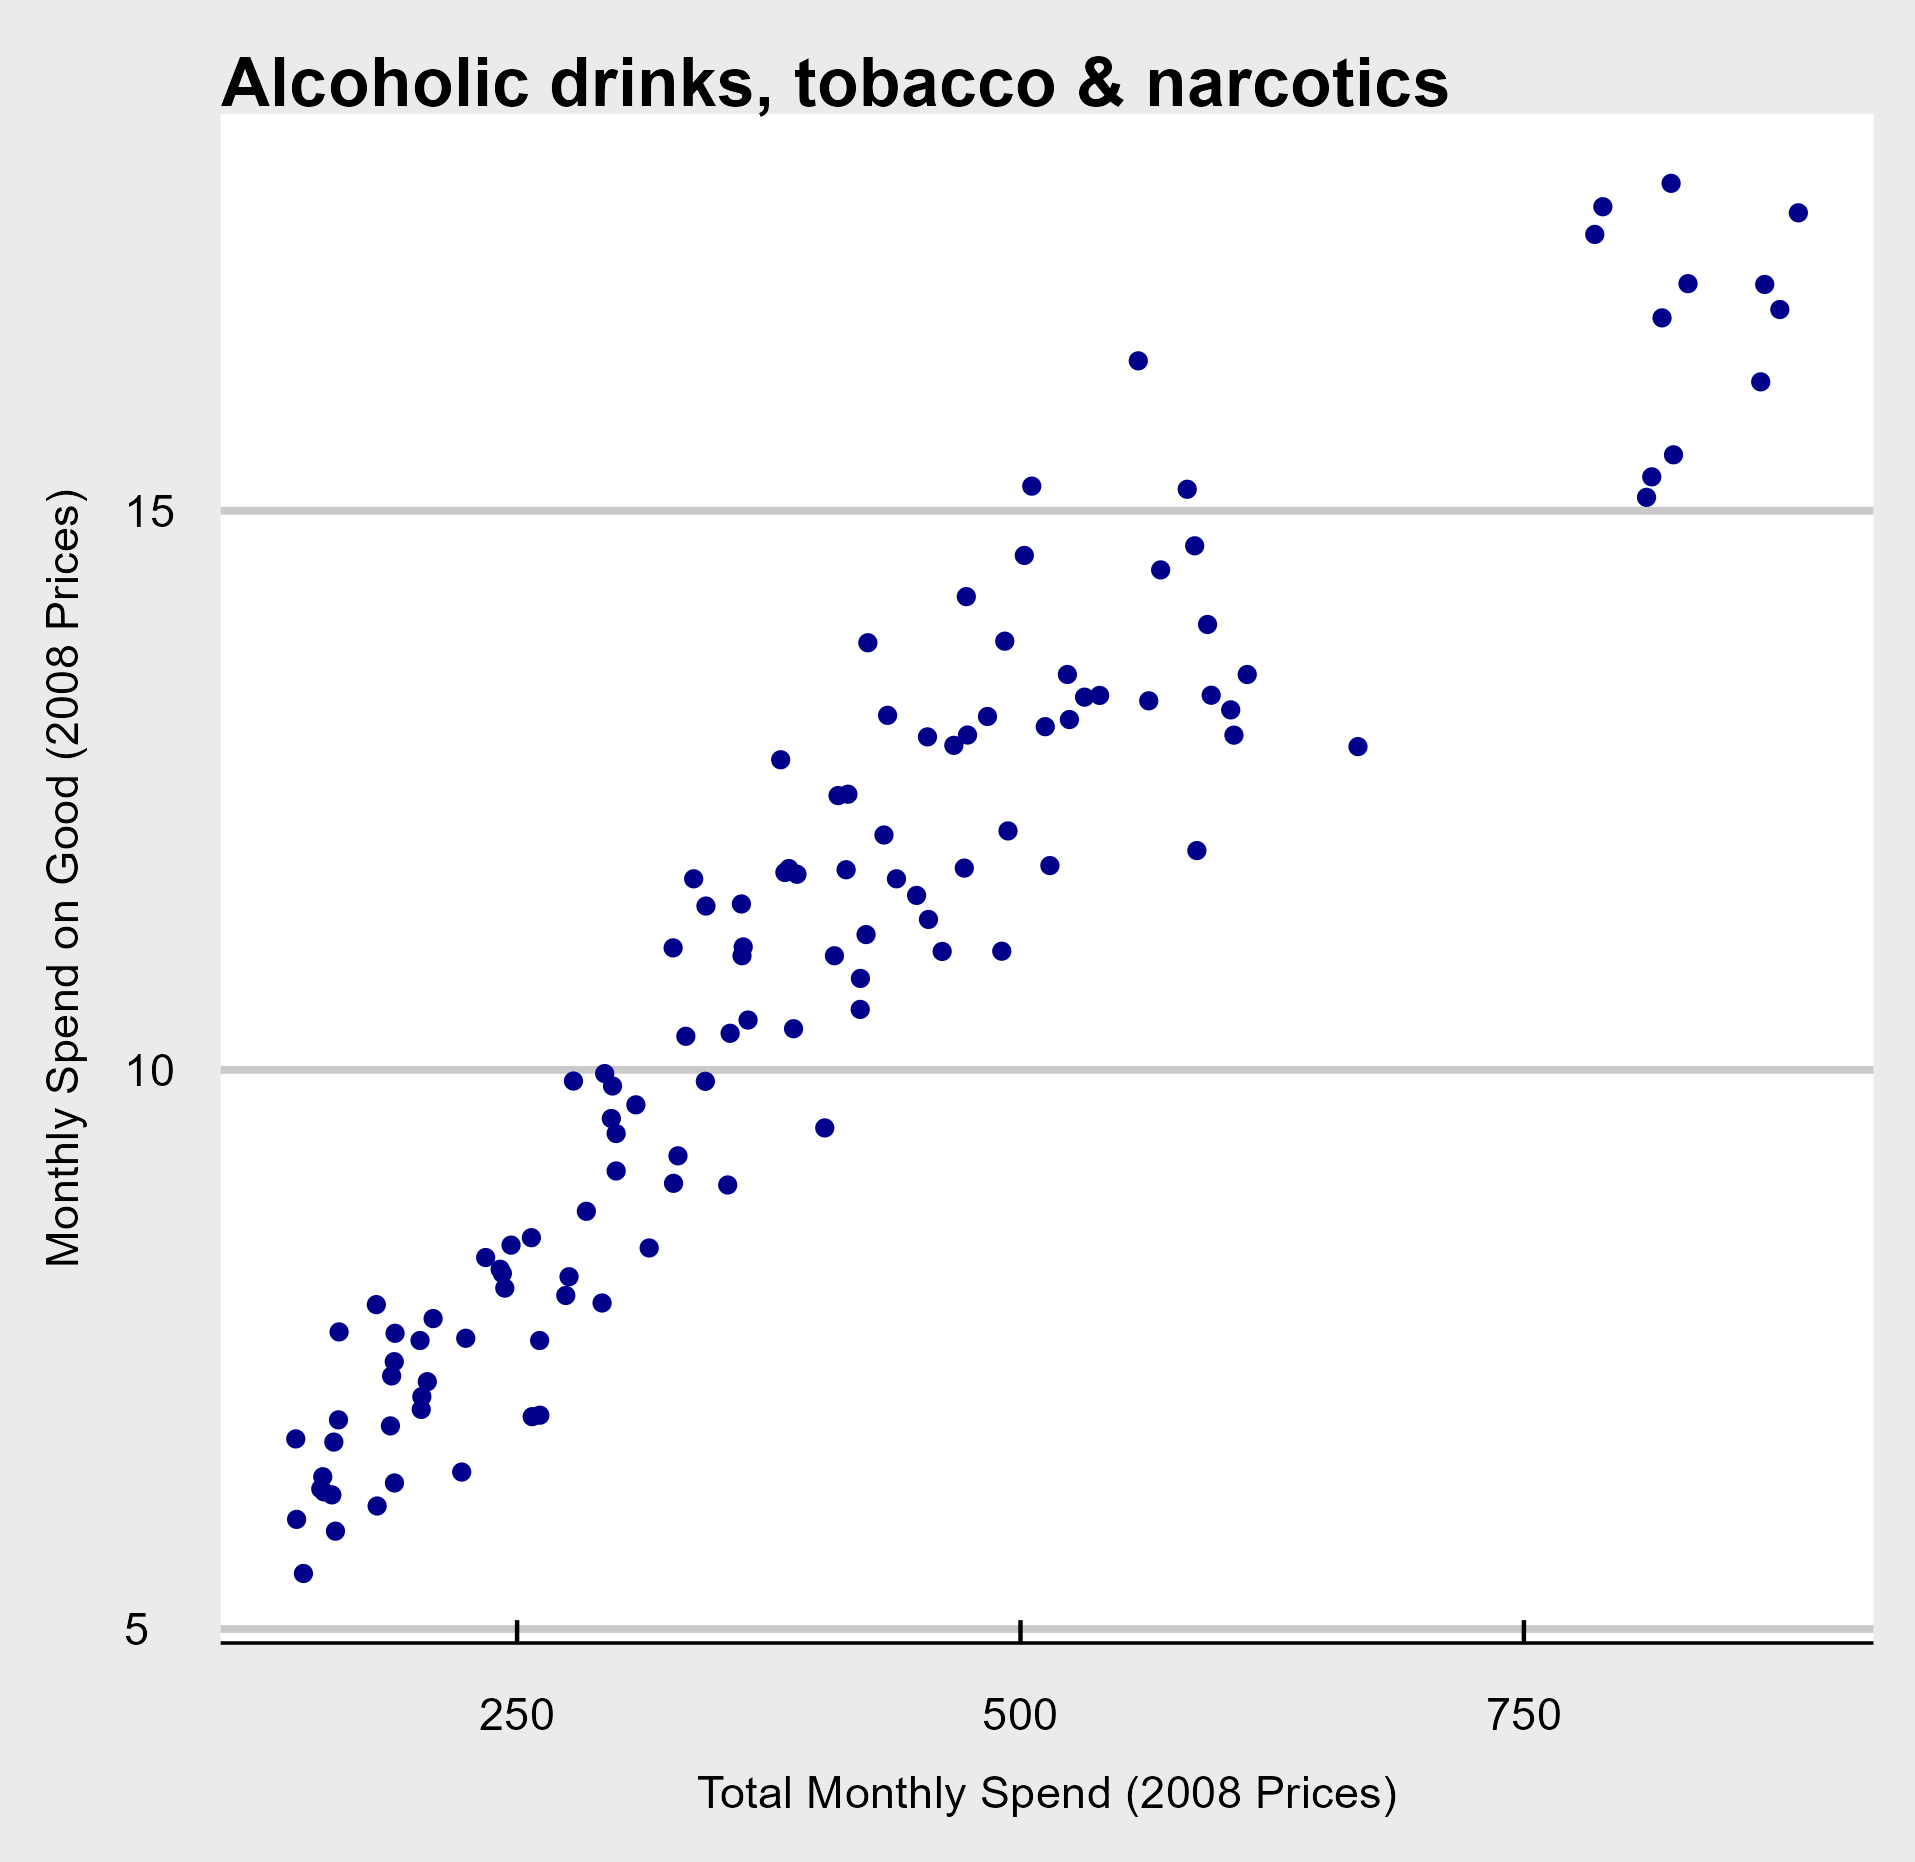 Alcoholic drinks, tobacco & narcotics
Monthly Spend on Good (2008 Prices)
15
10
5
250
500
750
Total Monthly Spend (2008 Prices)